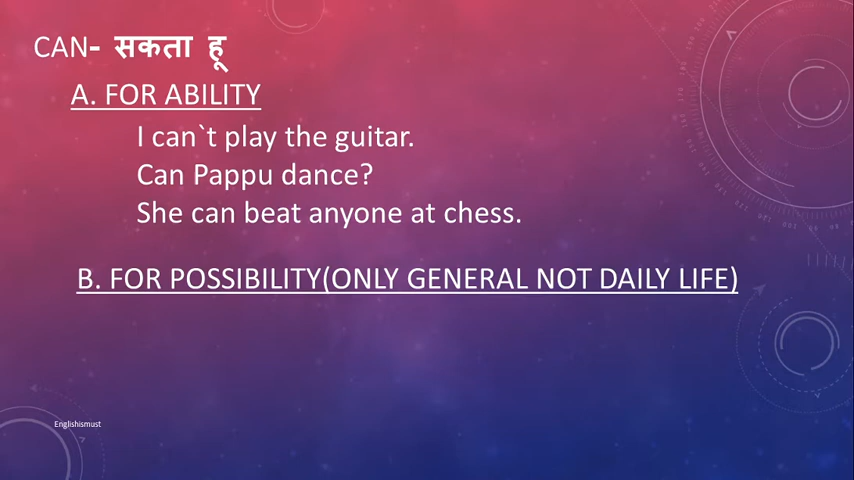 CAN- सकता हू
A. FOR ABILITY
I can`t play the guitar.
Can Pappu dance?
She can beat anyone at chess.
B. FOR POSSIBILITY(ONLY GENERAL NOT DAILY LIFE)
Englishismust